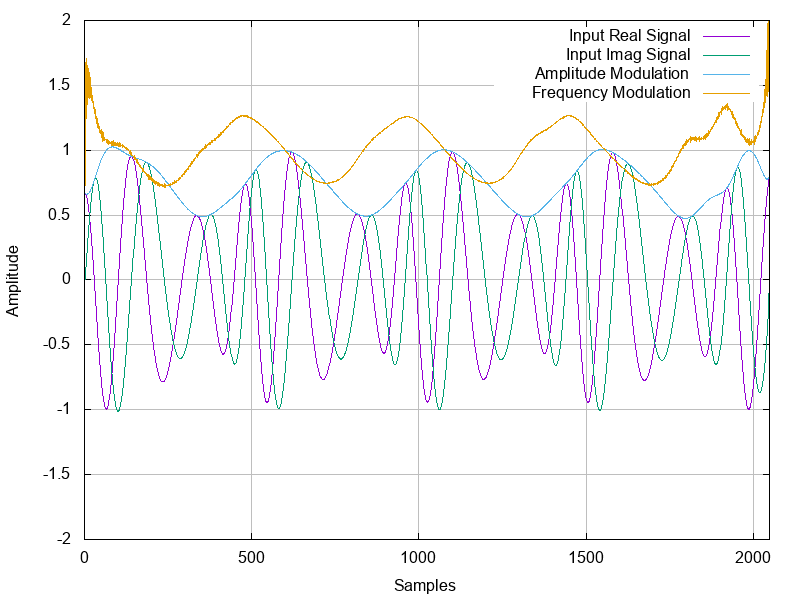 Input Real Signal
Input Imag Signal
Amplitude Modulation
Frequency Modulation
2
1.5
1
0.5
0
-0.5
-1
-1.5
-2
Amplitude
0 500 1000 1500 2000
Samples